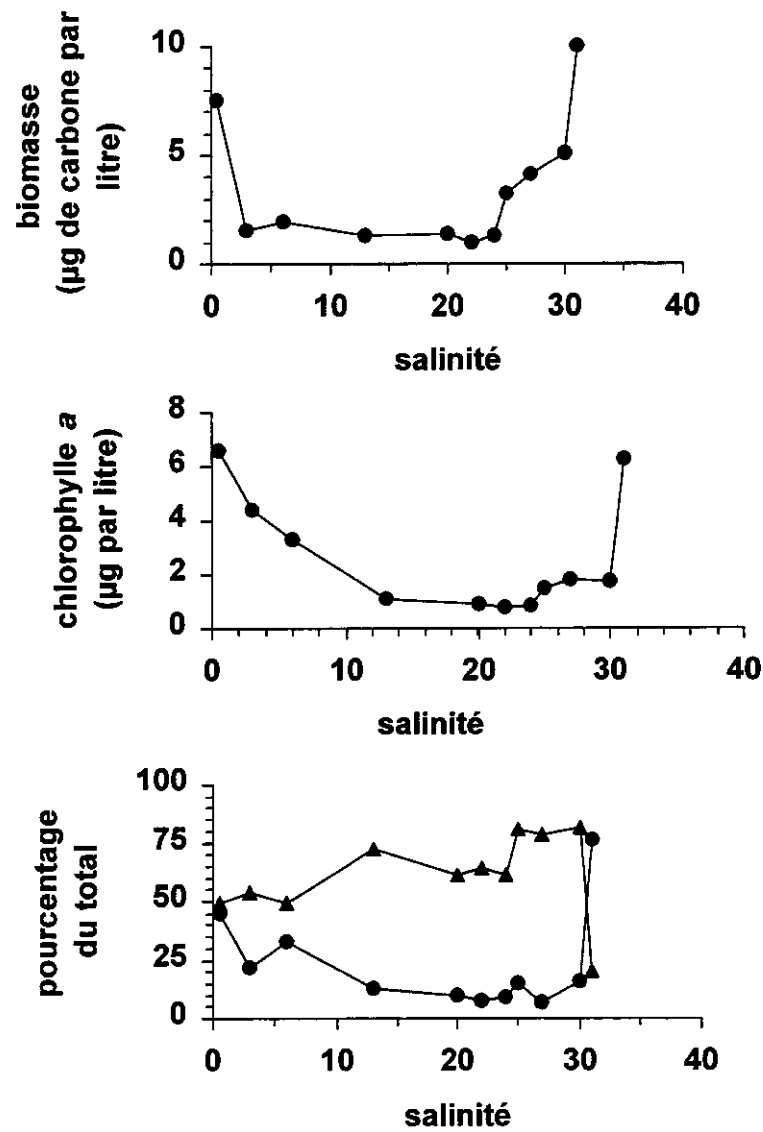 biomasse
(µg de carbone par
litre)
10
5
0
0 10 20 30 40
salinité
chlorophylle a
(µg par litre)
8
6
4
2
0
0 10 20 30 40
salinité
pourcentage
du total
100
75
50
25
0
0 10 20 30 40
salinité